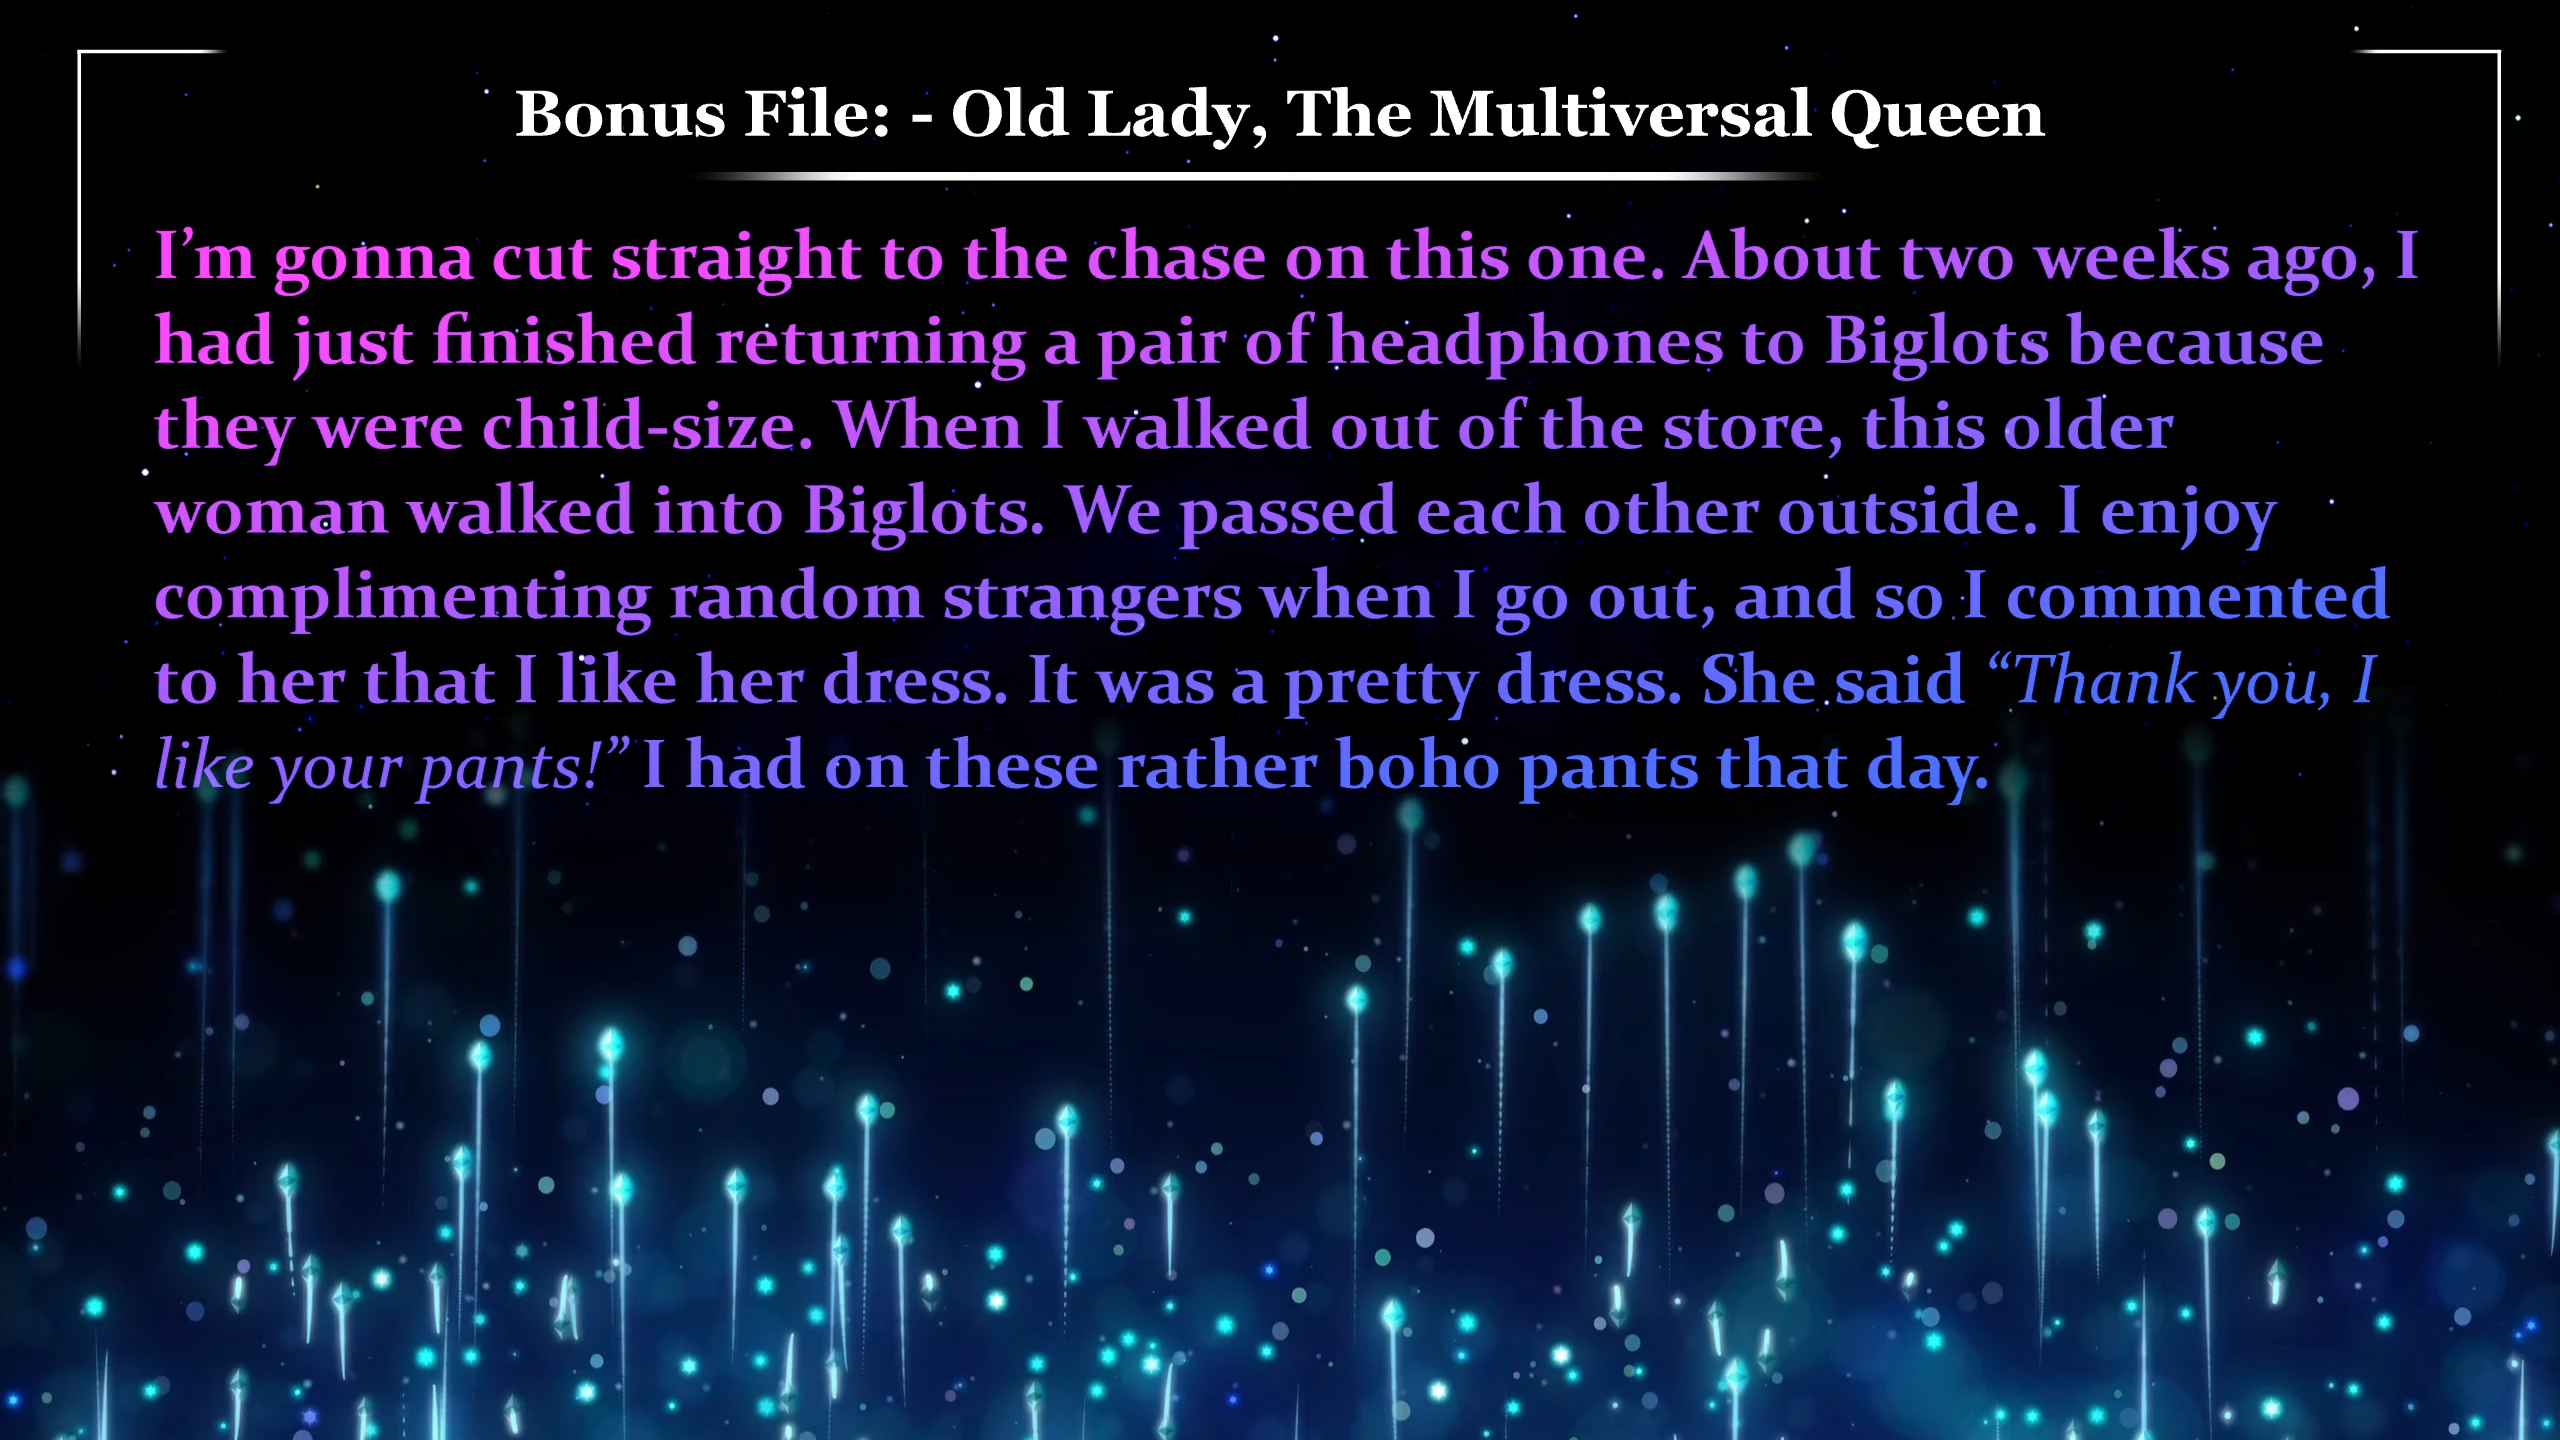 Bonus File: - Old Lady, The Multiversal Queen
I’m gonna cut straight to the chase on this one. About two weeks ago, I
had just finished returning a pair of headphones to Biglots because
they were child-size. When I walked out of the store, this older
woman walked into Biglots. We passed each other outside. I enjoy
complimenting random strangers when I go out, and so I commented
to her that I like her dress. It was a pretty dress. She said “Thank you, I
like your pants!” I had on these rather boho pants that day.